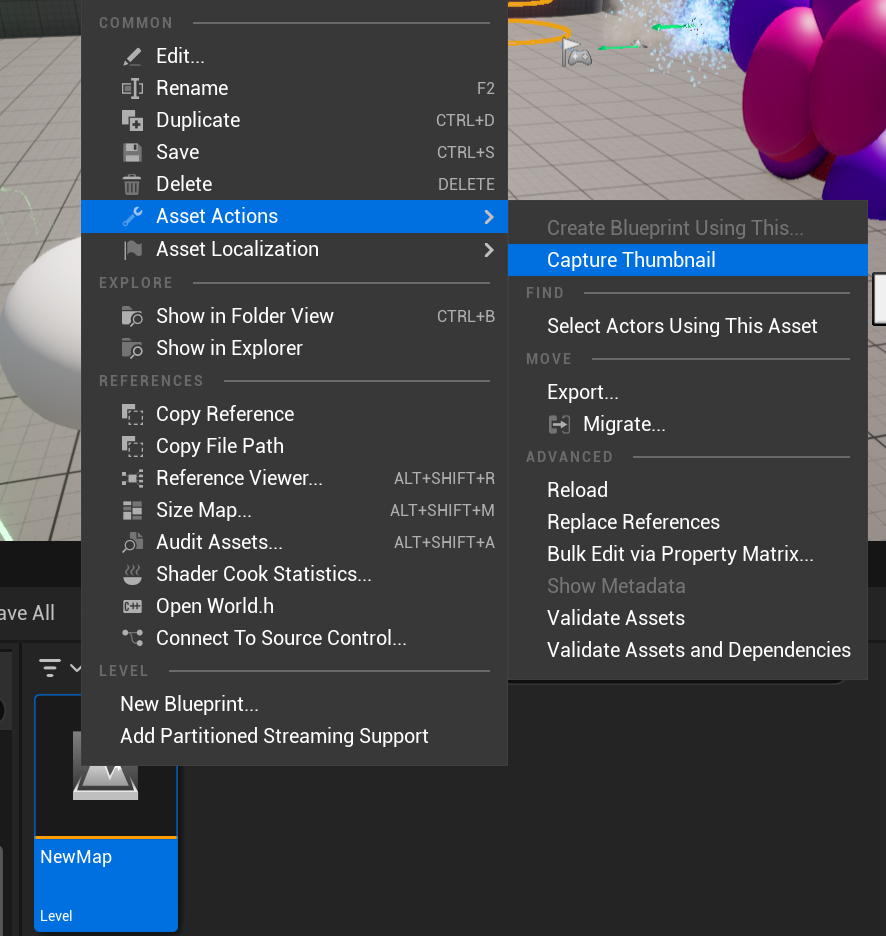 COMMON
Edit...
Rename F2
Duplicate CTRL+D
Save CTRL+S
Delete DELETE
Asset Actions
Asset Localization
EXPLORE
Show in Folder View CTRL+B
Show in Explorer
REFERENCES
Copy Reference
Copy File Path
Reference Viewer... ALT+SHIFT+R
Size Map... ALT+SHIFT+M
Audit Assets... ALT+SHIFT+A
Shader Cook Statistics...
C++ Open World.h
Connect To Source Control...
LEVEL
New Blueprint...
Add Partitioned Streaming Support
Create Blueprint Using This...
Capture Thumbnail
FIND
Select Actors Using This Asset
MOVE
Export...
Migrate...
ADVANCED
Reload
Replace References
Bulk Edit via Property Matrix...
Show Metadata
Validate Assets
Validate Assets and Dependencies
ave All
NewMap
Level